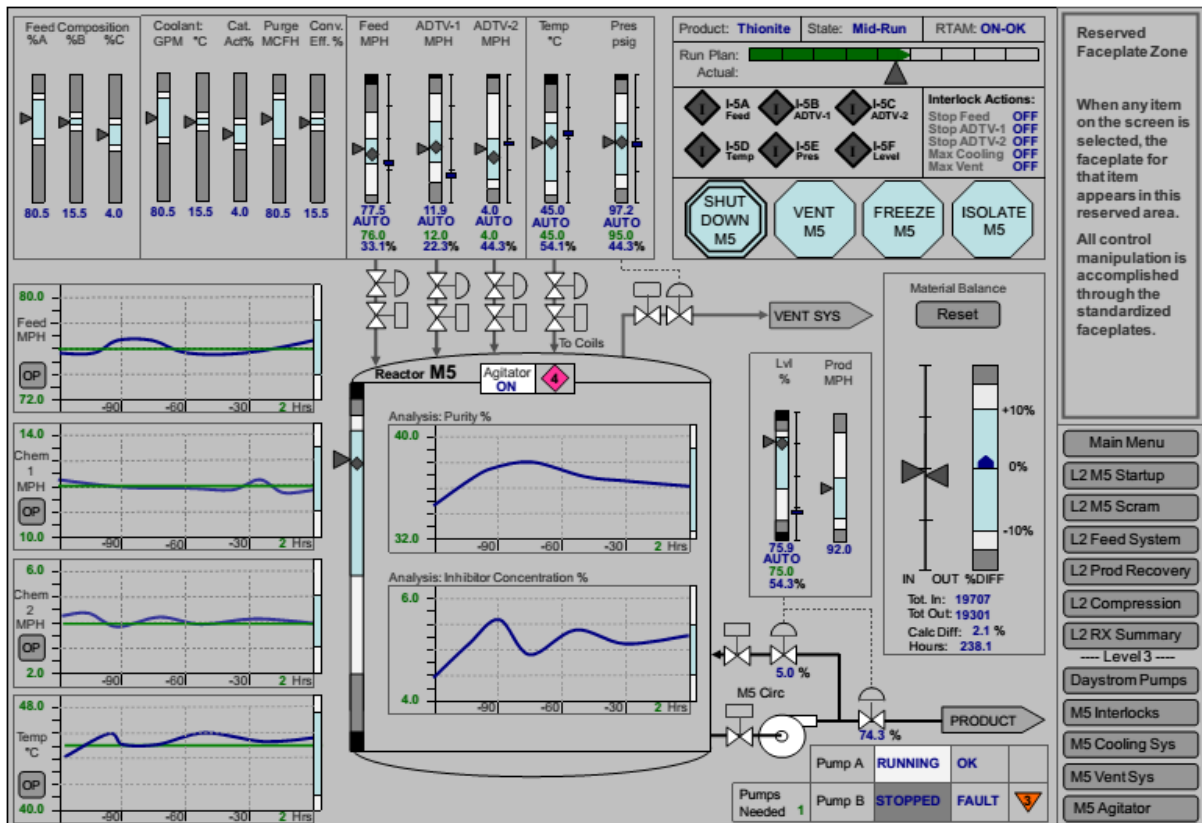 Feed Composition
%A %B %C
80.5 15.5 4.0
Coolant: Cat. Purge Conv.
GPM °C Act% MCFH Eff. %
80.5 15.5 4.0 80.5 15.5
Feed ADTV-1 ADTV-2 Temp Pres
MPH MPH MPH °C psig
77.5 11.9 4.0 45.0 97.2
AUTO AUTO AUTO AUTO AUTO
76.0 12.0 4.0 45.0 95.0
33.1% 22.3% 44.3% 54.1% 44.3%
Product: Thionite State: Mid-Run RTAM: ON-OK
Run Plan:
Actual:
I I-5A Feed
I I-5B ADTV-1
I I-5C ADTV-2
I I-5D Temp
I I-5E Pres
I I-5F Level
Interlock Actions:
Stop Feed OFF
Stop ADTV-1 OFF
Stop ADTV-2 OFF
Max Cooling OFF
Max Vent OFF
SHUT
DOWN
M5
VENT
M5
FREEZE
M5
ISOLATE
M5
Reserved
Faceplate Zone
When any item
on the screen is
selected, the
faceplate for
that item
appears in this
reserved area.
All control
manipulation is
accomplished
through the
standardized
faceplates.
80.0
Feed
MPH
OP
72.0
-90 -60 -30 2 Hrs
14.0
Chem
1
MPH
OP
10.0
-90 -60 -30 2 Hrs
6.0
Chem
2
MPH
OP
2.0
-90 -60 -30 2 Hrs
48.0
Temp
°C
OP
40.0
-90 -60 -30 2 Hrs
To Coils
VENT SYS
Reactor M5
Agitator
ON
4
Analysis: Purity %
40.0
32.0
-90 -60 -30 2 Hrs
Analysis: Inhibitor Concentration %
6.0
4.0
-90 -60 -30 2 Hrs
Lvl Prod
% MPH
75.9 92.0
AUTO
75.0
54.3%
Material Balance
Reset
+10%
0%
-10%
IN OUT %DIFF
Tot. In: 19707
Tot Out: 19301
Calc Diff: 2.1 %
Hours: 238.1
5.0 %
M5 Circ
74.3 %
PRODUCT
Pump A RUNNING OK
Pumps
Needed 1
Pump B STOPPED FAULT 3
Main Menu
L2 M5 Startup
L2 M5 Scram
L2 Feed System
L2 Prod Recovery
L2 Compression
L2 RX Summary
---- Level 3 ----
Daystrom Pumps
M5 Interlocks
M5 Cooling Sys
M5 Vent Sys
M5 Agitator